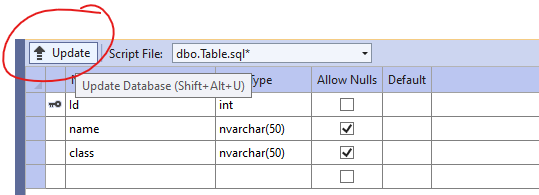 Update Script File: dbo.Table.sql*
Type Allow Nulls Default
Update Database (Shift+Alt+U)
Id int
name nvarchar(50)
class nvarchar(50)